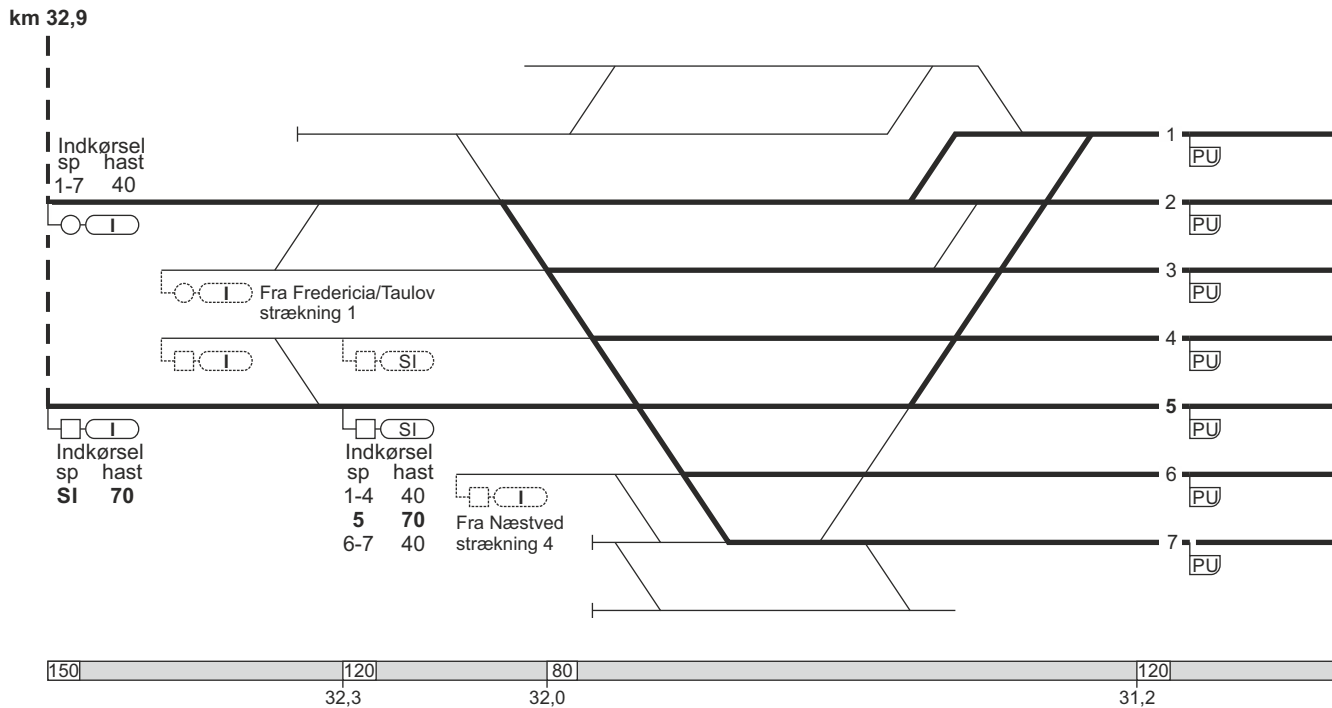 km 32,9
Indkørsel
sp hast
1-7 40
I
1
PU
2
PU
3
PU
I
Fra Fredericia/Taulov
strækning 1
4
PU
I
SI
5
PU
I
Indkørsel
sp hast
SI 70
SI
Indkørsel
sp hast
1-4 40
5 70
6-7 40
6
PU
I
Fra Næstved
strækning 4
7
PU
150 120 80 120
32,3 32,0 31,2